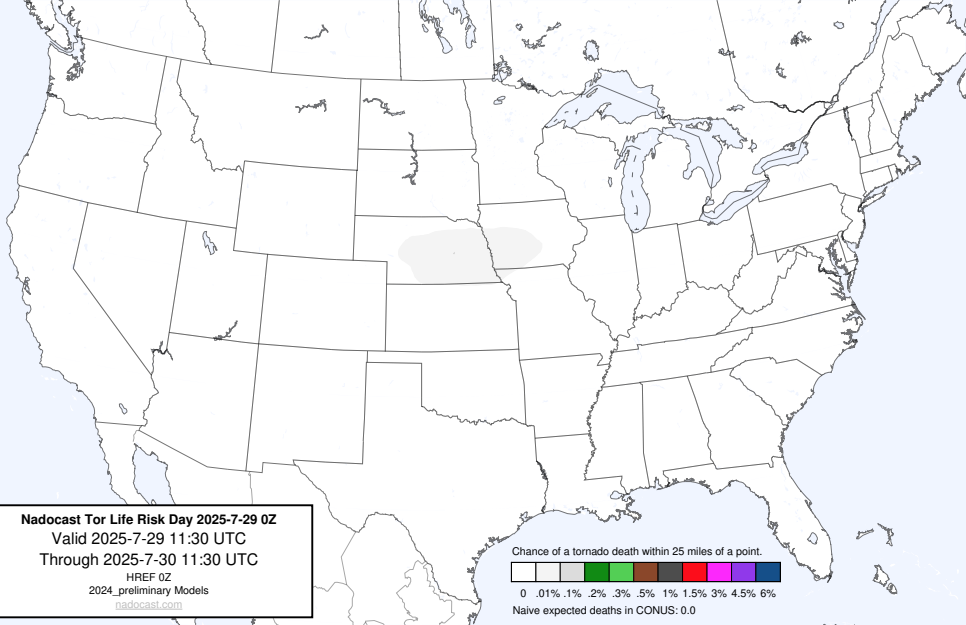 Nadocast Tor Life Risk Day 2025-7-29 0Z
Valid 2025-7-29 11:30 UTC
Through 2025-7-30 11:30 UTC
HREF 0Z
2024_preliminary Models
nadocast.com
Chance of a tornado death within 25 miles of a point.
0 .01% .1% .2% .3% .5% 1% 1.5% 3% 4.5% 6%
Naive expected deaths in CONUS: 0.0